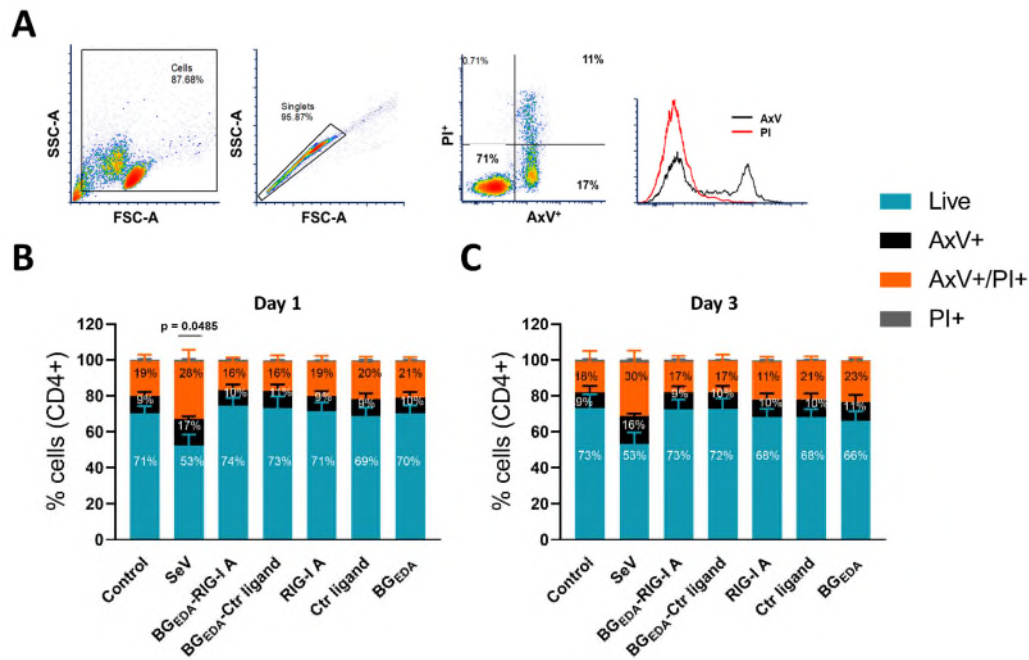 A
Cells
87.68%
SSC-A
FSC-A
Singlets
95.87%
SSC-A
FSC-A
0.71%
11%
71%
17%
PI+
AxV+
AxV
PI
Live
AxV+
AxV+/PI+
PI+
B
Day 1
p = 0.0485
% cells (CD4+)
120
100
80
60
40
20
0
19% 28% 16% 16% 19% 20% 21%
9% 17% 10% 11% 9% 9% 10%
71% 53% 74% 73% 71% 69% 70%
Control
SeV
BGEDA-RIG-I A
BGEDA-Ctr ligand
RIG-I A
Ctr ligand
BGEDA
C
Day 3
% cells (CD4+)
120
100
80
60
40
20
0
18% 30% 17% 17% 11% 21% 23%
9% 16% 9% 10% 10% 10% 11%
73% 53% 73% 72% 68% 68% 66%
Control
SeV
BGEDA-RIG-I A
BGEDA-Ctr ligand
RIG-I A
Ctr ligand
BGEDA